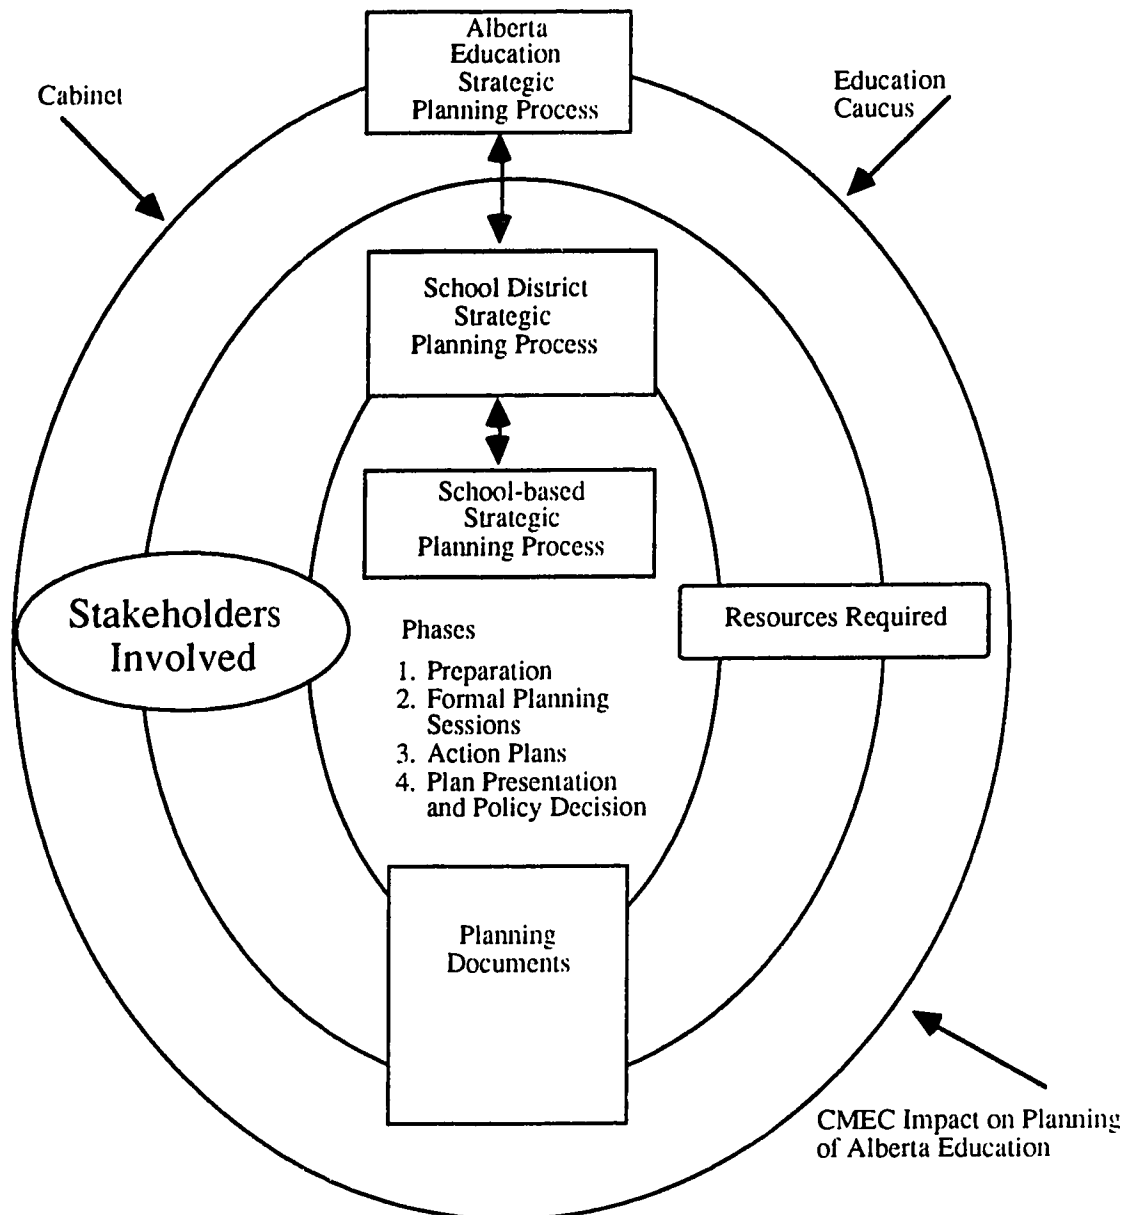 Alberta
Education
Strategic
Planning Process
Cabinet
Education
Caucus
School District
Strategic
Planning Process
School-based
Strategic
Planning Process
Stakeholders
Involved
Resources Required
Phases
1. Preparation
2. Formal Planning
Sessions
3. Action Plans
4. Plan Presentation
and Policy Decision
Planning
Documents
CMEC Impact on Planning
of Alberta Education